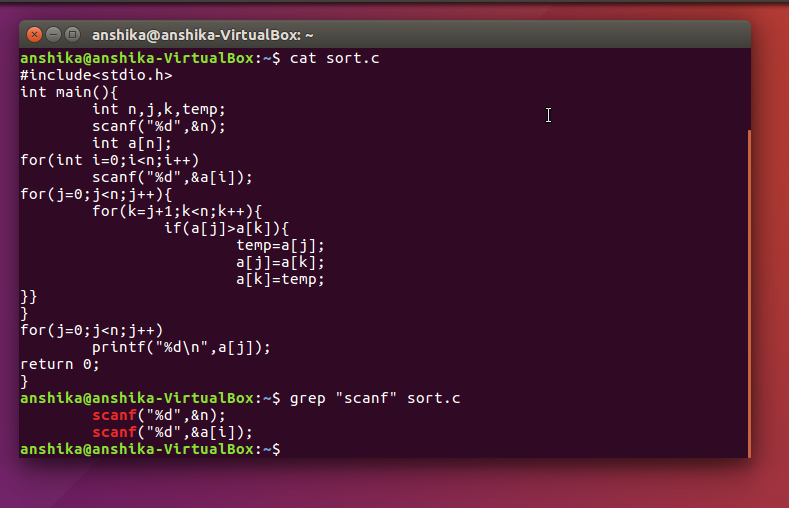 anshika@anshika-VirtualBox: ~
anshika@anshika-VirtualBox:~$ cat sort.c
#include<stdio.h>
int main(){
        int n,j,k,temp;
        scanf("%d",&n);
        int a[n];
for(int i=0;i<n;i++)
        scanf("%d",&a[i]);
for(j=0;j<n;j++){
        for(k=j+1;k<n;k++){
                if(a[j]>a[k]){
                        temp=a[j];
                        a[j]=a[k];
                        a[k]=temp;
}}
}
for(j=0;j<n;j++)
        printf("%d\n",a[j]);
return 0;
}
anshika@anshika-VirtualBox:~$ grep "scanf" sort.c
        scanf("%d",&n);
        scanf("%d",&a[i]);
anshika@anshika-VirtualBox:~$